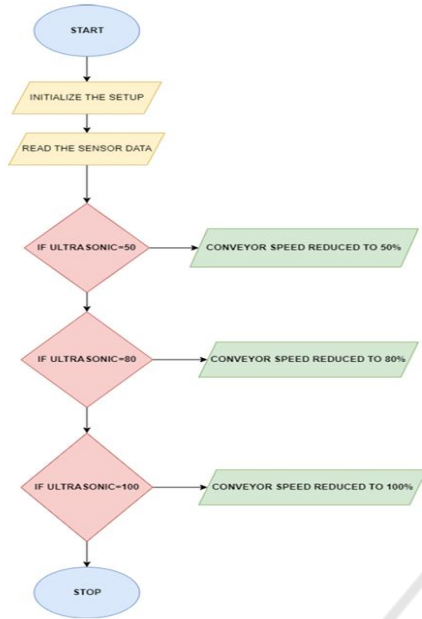 START
INITIALIZE THE SETUP
READ THE SENSOR DATA
IF ULTRASONIC=50
CONVEYOR SPEED REDUCED TO 50%
IF ULTRASONIC=80
CONVEYOR SPEED REDUCED TO 80%
IF ULTRASONIC=100
CONVEYOR SPEED REDUCED TO 100%
STOP